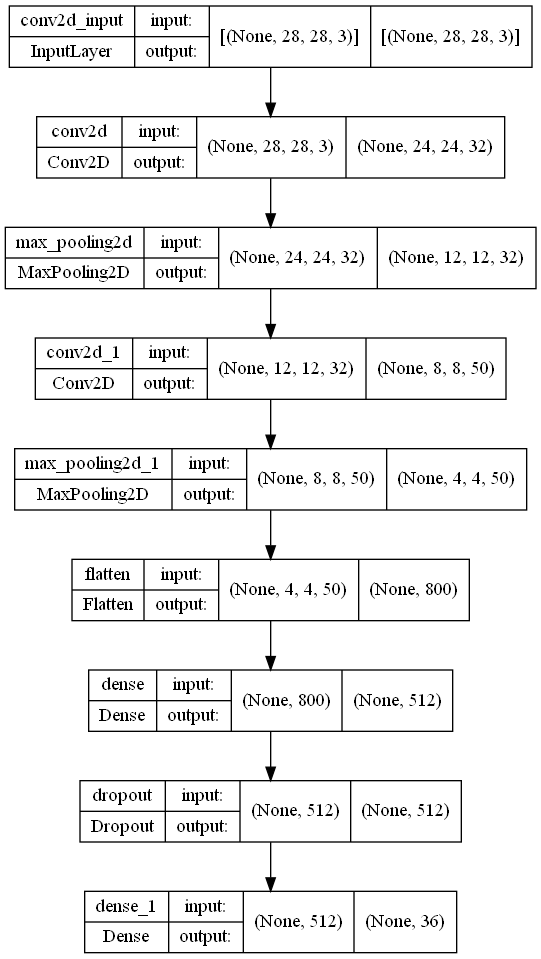 conv2d_input input: [(None, 28, 28, 3)] [(None, 28, 28, 3)]
InputLayer output:
conv2d input: (None, 28, 28, 3) (None, 24, 24, 32)
Conv2D output:
max_pooling2d input: (None, 24, 24, 32) (None, 12, 12, 32)
MaxPooling2D output:
conv2d_1 input: (None, 12, 12, 32) (None, 8, 8, 50)
Conv2D output:
max_pooling2d_1 input: (None, 8, 8, 50) (None, 4, 4, 50)
MaxPooling2D output:
flatten input: (None, 4, 4, 50) (None, 800)
Flatten output:
dense input: (None, 800) (None, 512)
Dense output:
dropout input: (None, 512) (None, 512)
Dropout output:
dense_1 input: (None, 512) (None, 36)
Dense output: